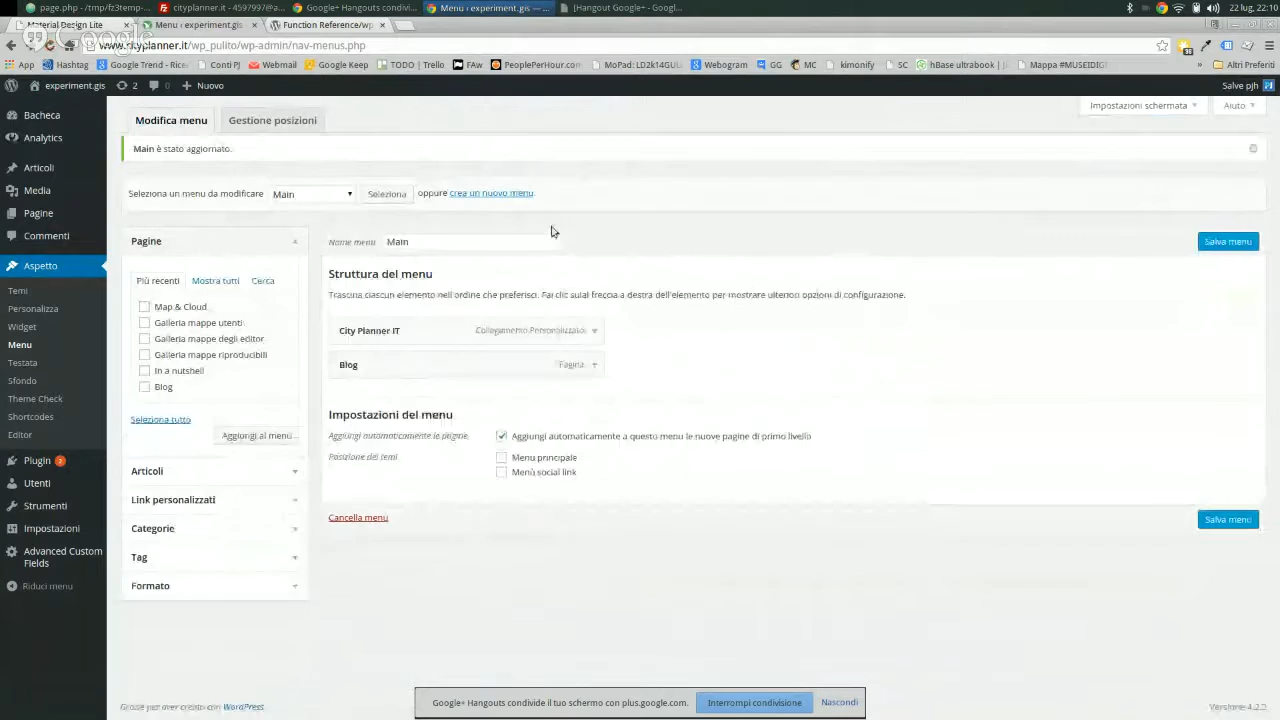 page.php - /tmp/fz3temp-...
cityplanner.it - 4597997@a...
Google+ Hangouts condivi...
Menu ‹ experiment.gis — ...
[Hangout Google+ - Googl...
22 lug, 22:10
Material Design Lite
Menu ‹ experiment.gis
Function Reference/wp
Google
www.cityplanner.it/wp_pulito/wp-admin/nav-menus.php
App
Hashtag
Google Trend - Rice
Conti PJ
Webmail
Google Keep
TODO | Trello
FAw
PeoplePerHour.com
MoPad: LD2k14GULI
Webogram
GG
MC
kimonify
SC
hBase ultrabook
Mappa #MUSEIDIG
Altri Preferiti
experiment.gis
2
0
Nuovo
Salve pjh
Bacheca
Analytics
Articoli
Media
Pagine
Commenti
Aspetto
Temi
Personalizza
Widget
Menu
Testata
Sfondo
Theme Check
Shortcodes
Editor
Plugin 2
Utenti
Strumenti
Impostazioni
Advanced Custom
Fields
Riduci menu
Modifica menu
Gestione posizioni
Impostazioni schermata
Aiuto
Main è stato aggiornato.
Seleziona un menu da modificare
Main
Seleziona
oppure crea un nuovo menu.
Pagine
Più recenti
Mostra tutti
Cerca
Map & Cloud
Galleria mappe utenti
Galleria mappe degli editor
Galleria mappe riproducibili
In a nutshell
Blog
Seleziona tutto
Aggiungi al menu
Articoli
Link personalizzati
Categorie
Tag
Formato
Nome menu
Main
Salva menu
Struttura del menu
Trascina ciascun elemento nell'ordine che preferisci. Fai clic sulal freccia a destra dell'elemento per mostrare ulteriori opzioni di configurazione.
City Planner IT
Collegamento Personalizzato
Blog
Pagina
Impostazioni del menu
Aggiungi automaticamente le pagine
Aggiungi automaticamente a questo menu le nuove pagine di primo livello
Posizione dei temi
Menu principale
Menù social link
Cancella menu
Salva menu
Google+ Hangouts condivide il tuo schermo con plus.google.com.
Interrompi condivisione
Nascondi
Grazie per aver creato con WordPress
Versione 4.2.2